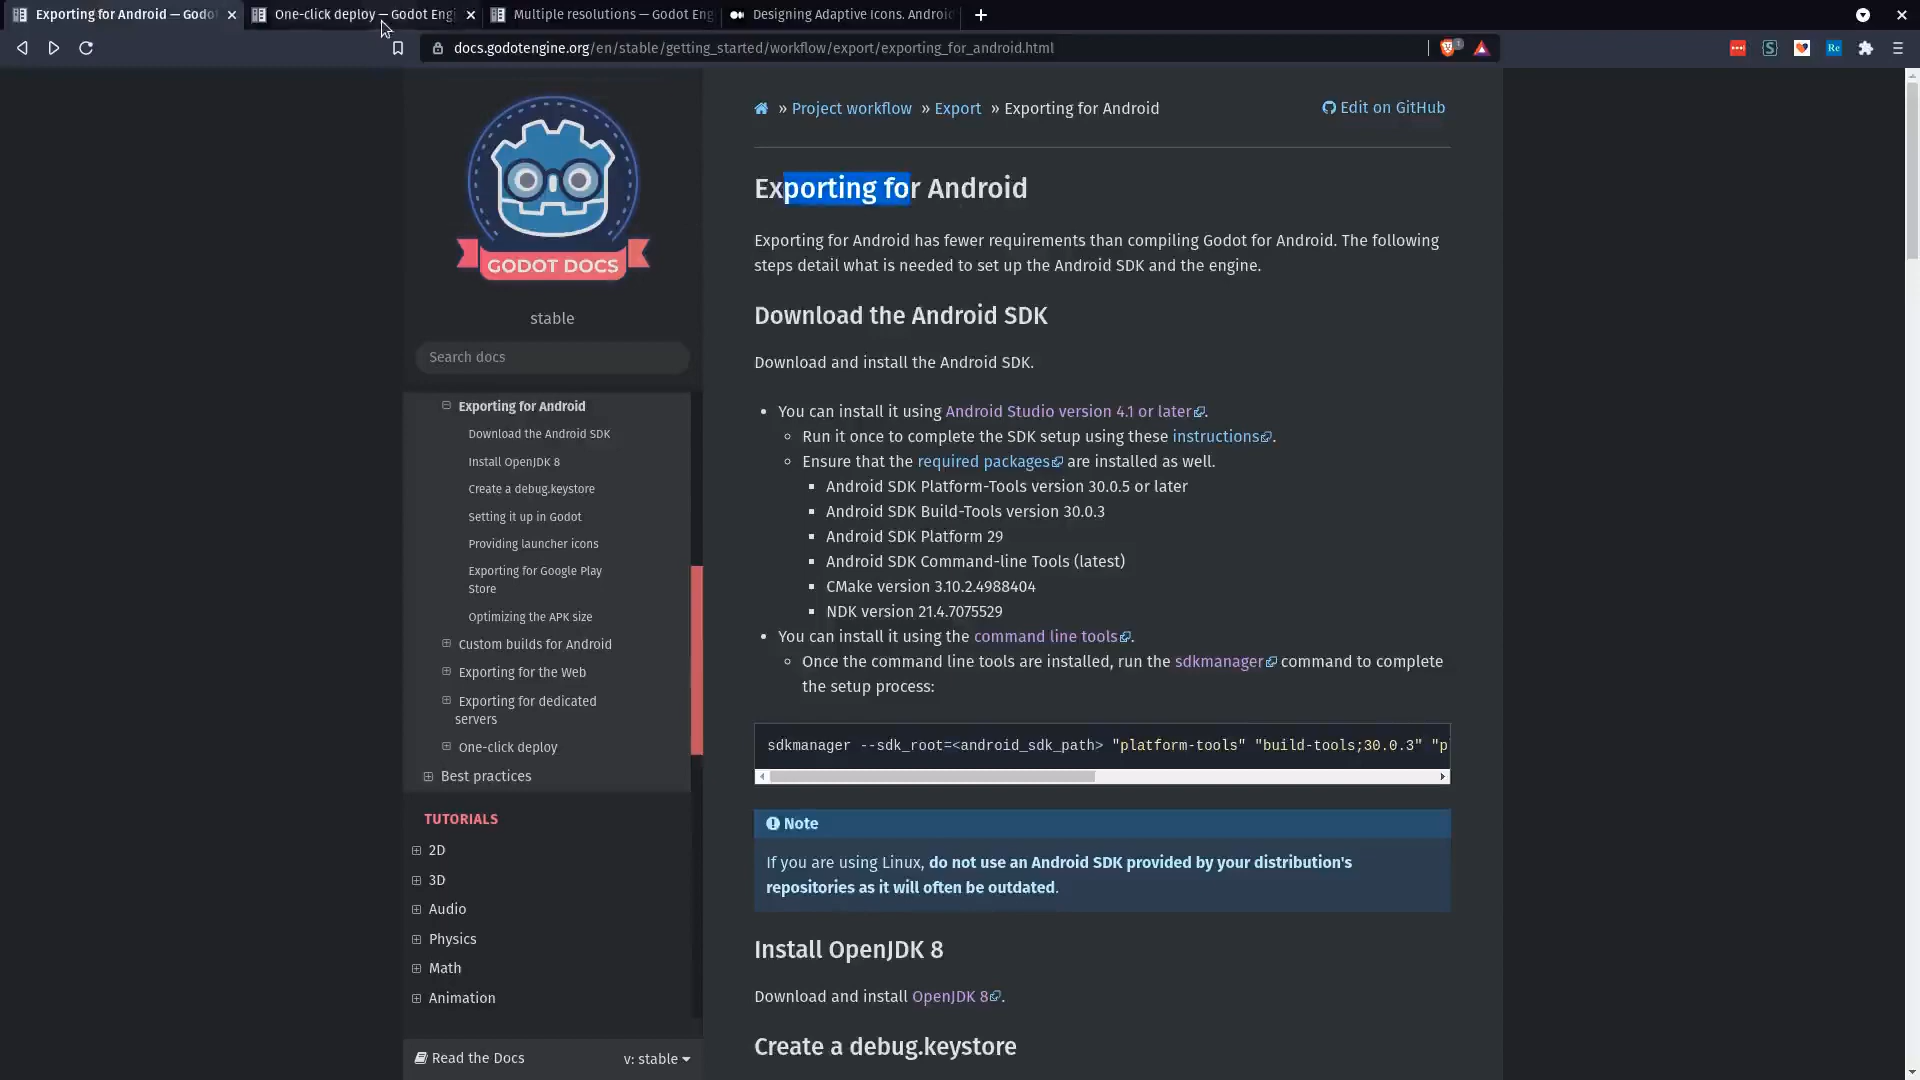 Exporting for Android — Godot
One-click deploy — Godot Engi
Multiple resolutions — Godot Eng
Designing Adaptive Icons. Android
docs.godotengine.org/en/stable/getting_started/workflow/export/exporting_for_android.html
1
S
Re
GODOT DOCS
stable
Search docs
Exporting for Android
Download the Android SDK
Install OpenJDK 8
Create a debug.keystore
Setting it up in Godot
Providing launcher icons
Exporting for Google Play
Store
Optimizing the APK size
Custom builds for Android
Exporting for the Web
Exporting for dedicated
servers
One-click deploy
Best practices
TUTORIALS
2D
3D
Audio
Physics
Math
Animation
Read the Docs
v: stable
» Project workflow » Export » Exporting for Android
Edit on GitHub
Exporting for Android
Exporting for Android has fewer requirements than compiling Godot for Android. The following
steps detail what is needed to set up the Android SDK and the engine.
Download the Android SDK
Download and install the Android SDK.
You can install it using Android Studio version 4.1 or later.
Run it once to complete the SDK setup using these instructions.
Ensure that the required packages are installed as well.
Android SDK Platform-Tools version 30.0.5 or later
Android SDK Build-Tools version 30.0.3
Android SDK Platform 29
Android SDK Command-line Tools (latest)
CMake version 3.10.2.4988404
NDK version 21.4.7075529
You can install it using the command line tools.
Once the command line tools are installed, run the sdkmanager command to complete
the setup process:
sdkmanager --sdk_root=<android_sdk_path> "platform-tools" "build-tools;30.0.3" "p
Note
If you are using Linux, do not use an Android SDK provided by your distribution's
repositories as it will often be outdated.
Install OpenJDK 8
Download and install OpenJDK 8.
Create a debug.keystore